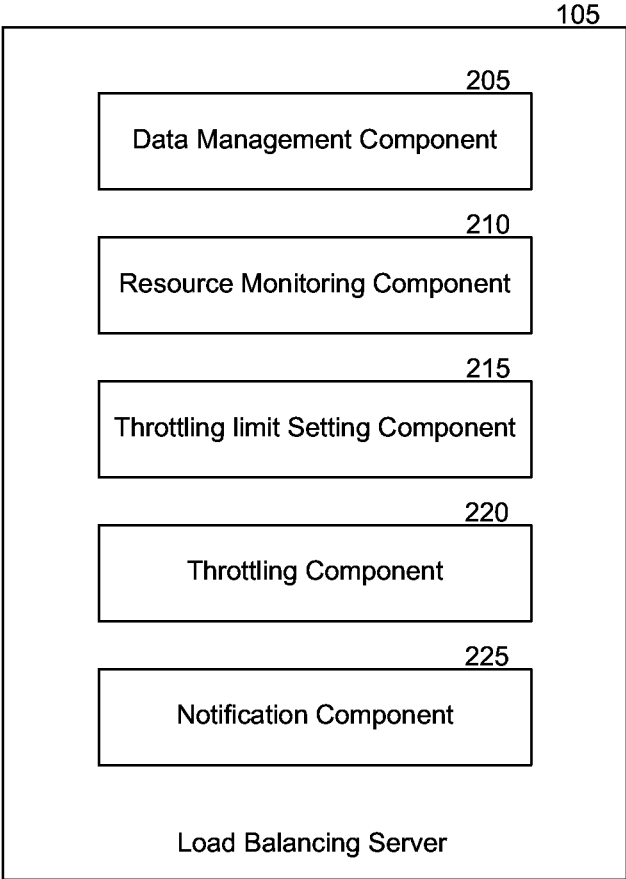 105
205
Data Management Component
210
Resource Monitoring Component
215
Throttling limit Setting Component
220
Throttling Component
225
Notification Component
Load Balancing Server